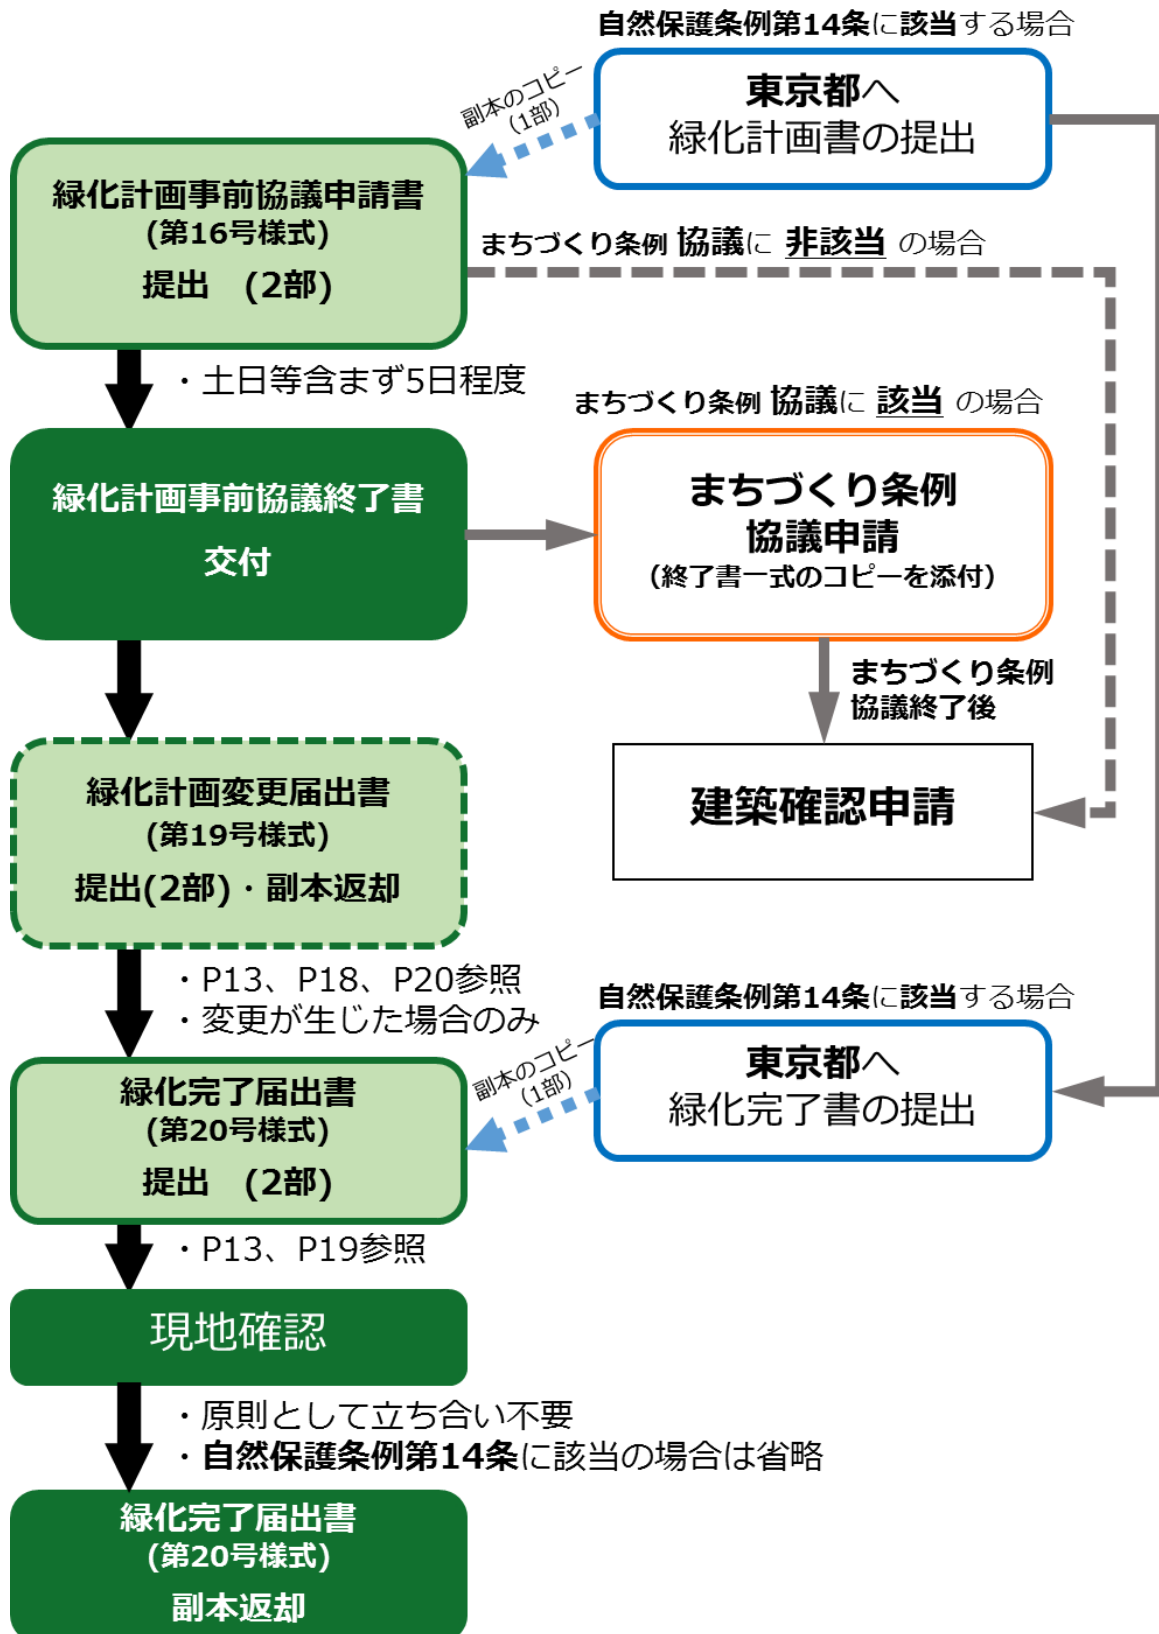 自然保護条例第14条に該当する場合
東京都へ
緑化計画書の提出
副本のコピー
(1部)
緑化計画事前協議申請書
(第16号様式)
提出 (2部)
まちづくり条例 協議に 非該当 の場合
・土日等含まず5日程度
まちづくり条例 協議に 該当 の場合
緑化計画事前協議終了書
交付
まちづくり条例
協議申請
（終了書一式のコピーを添付）
まちづくり条例
協議終了後
建築確認申請
緑化計画変更届出書
(第19号様式)
提出(2部)・副本返却
・P13、P18、P20参照
・変更が生じた場合のみ
自然保護条例第14条に該当する場合
東京都へ
緑化完了書の提出
副本のコピー
(1部)
緑化完了届出書
(第20号様式)
提出 (2部)
・P13、P19参照
現地確認
・原則として立ち合い不要
・自然保護条例第14条に該当の場合は省略
緑化完了届出書
(第20号様式)
副本返却